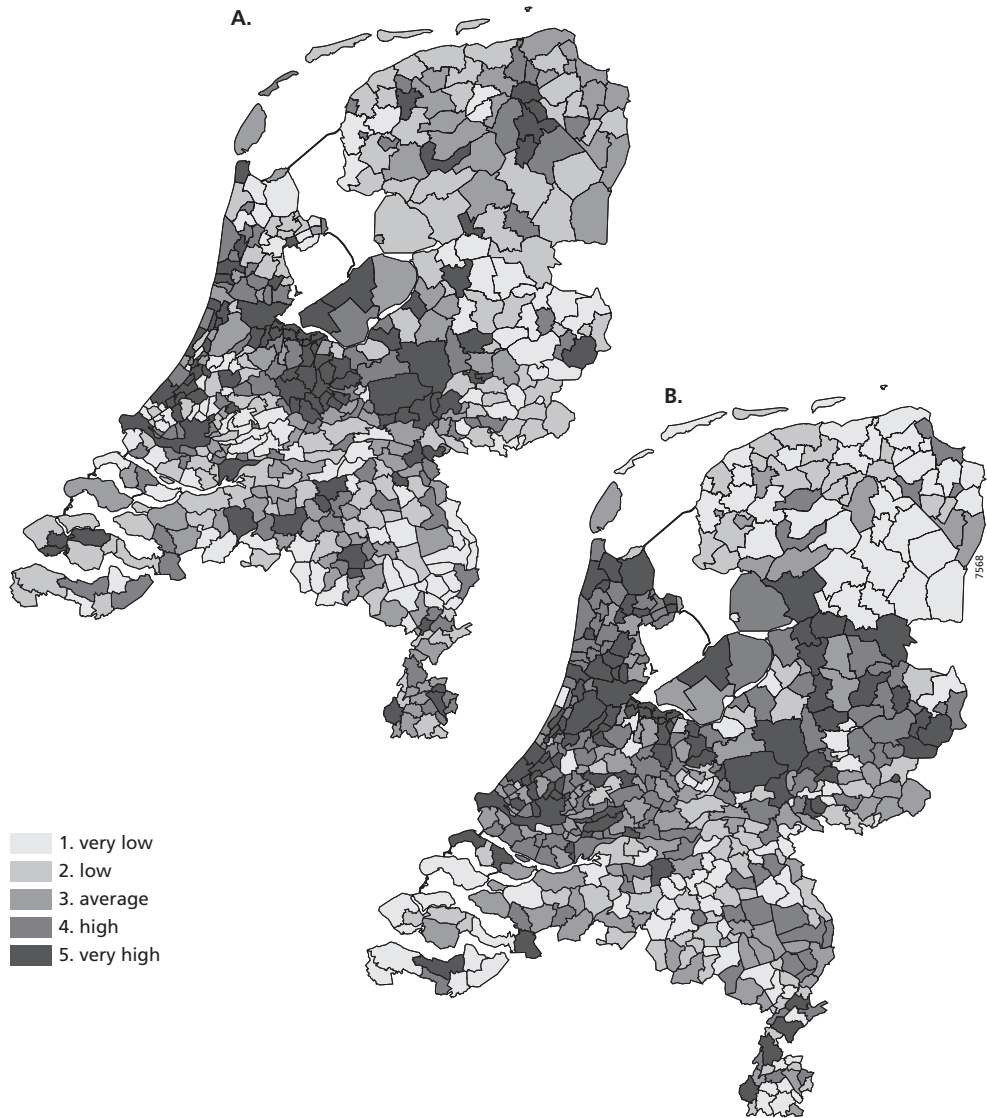 A.
B.
7568
1. very low
2. low
3. average
4. high
5. very high